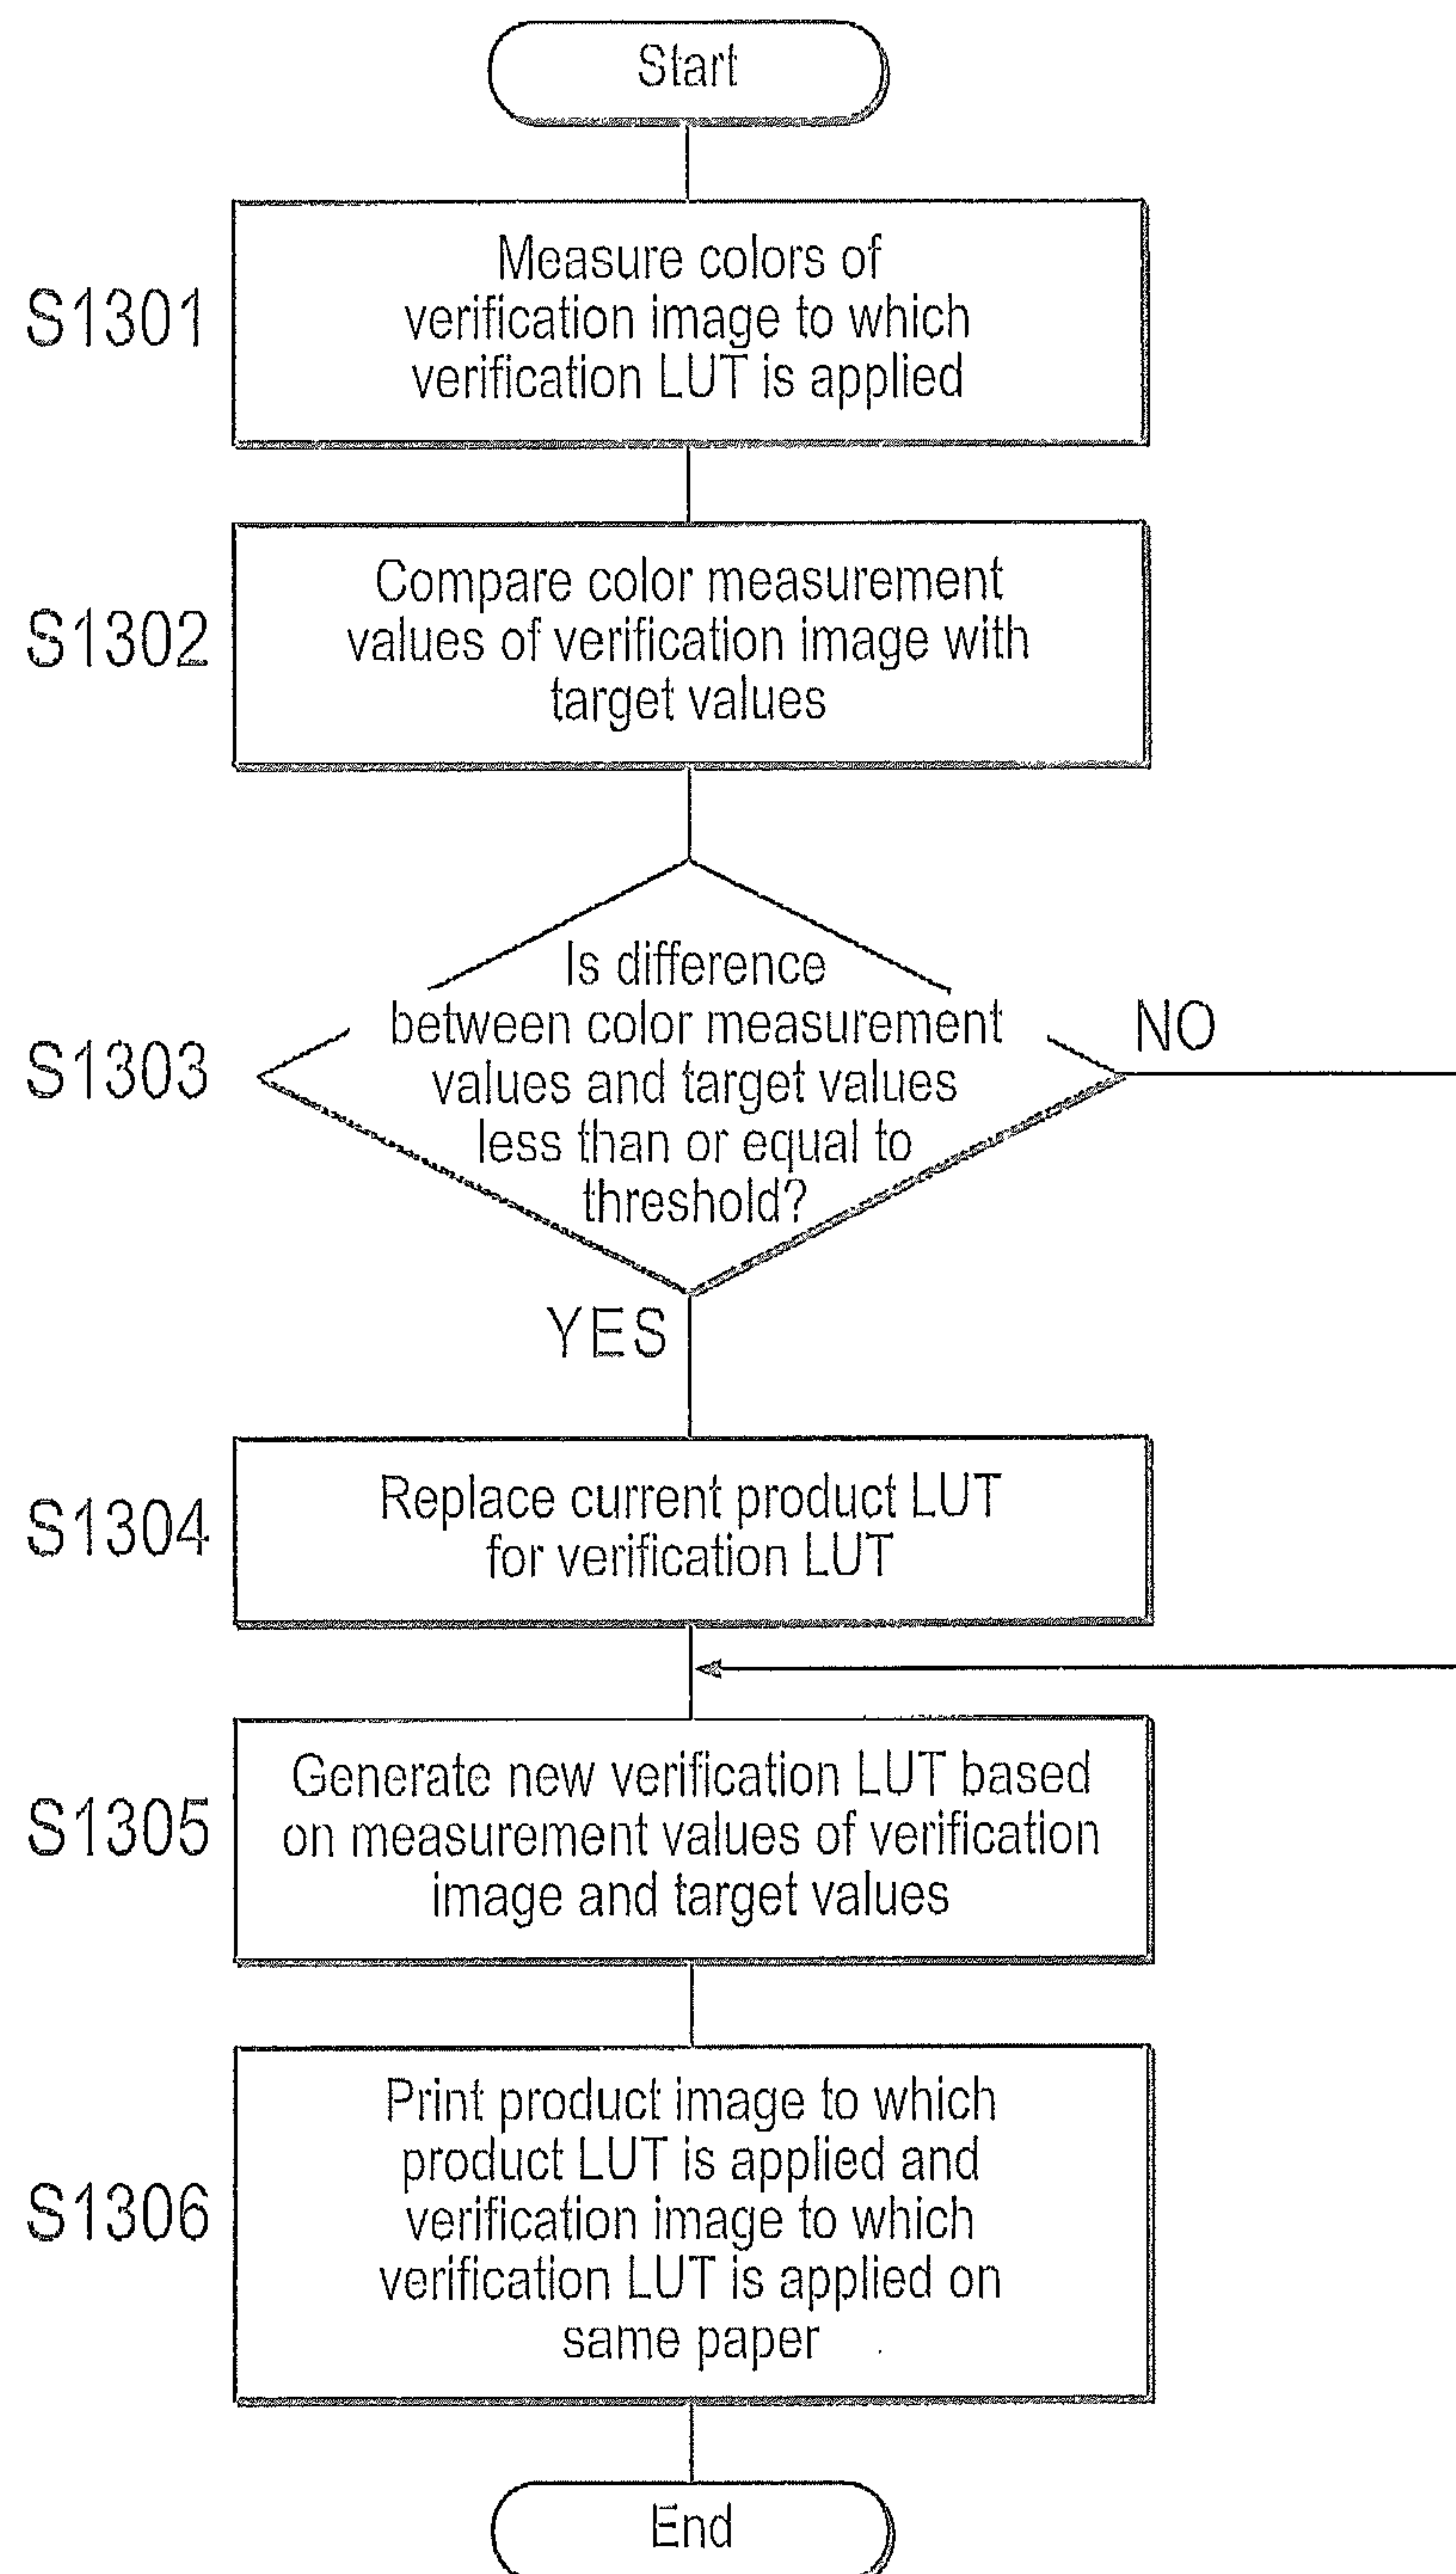 Start
S1301
Measure colors of
verification image to which
verification LUT is applied
S1302
Compare color measurement
values of verification image with
target values
S1303
Is difference
between color measurement
values and target values
less than or equal to
threshold?
NO
YES
S1304
Replace current product LUT
for verification LUT
S1305
Generate new verification LUT based
on measurement values of verification
image and target values
S1306
Print product image to which
product LUT is applied and
verification image to which
verification LUT is applied on
same paper
End